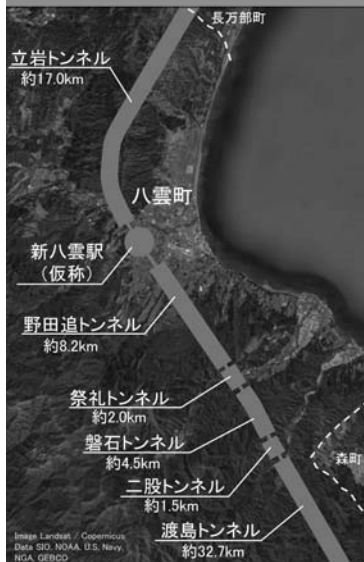 長万部町
立岩トンネル
約17.0km
八雲町
新八雲駅
(仮称)
野田追トンネル
約8.2km
祭礼トンネル
約2.0km
磐石トンネル
約4.5km
森町
二股トンネル
約1.5km
渡島トンネル
約32.7km
Image Landsat / Copernicus
Data SIO, NOAA, U.S. Navy,
NGA, GEBCO